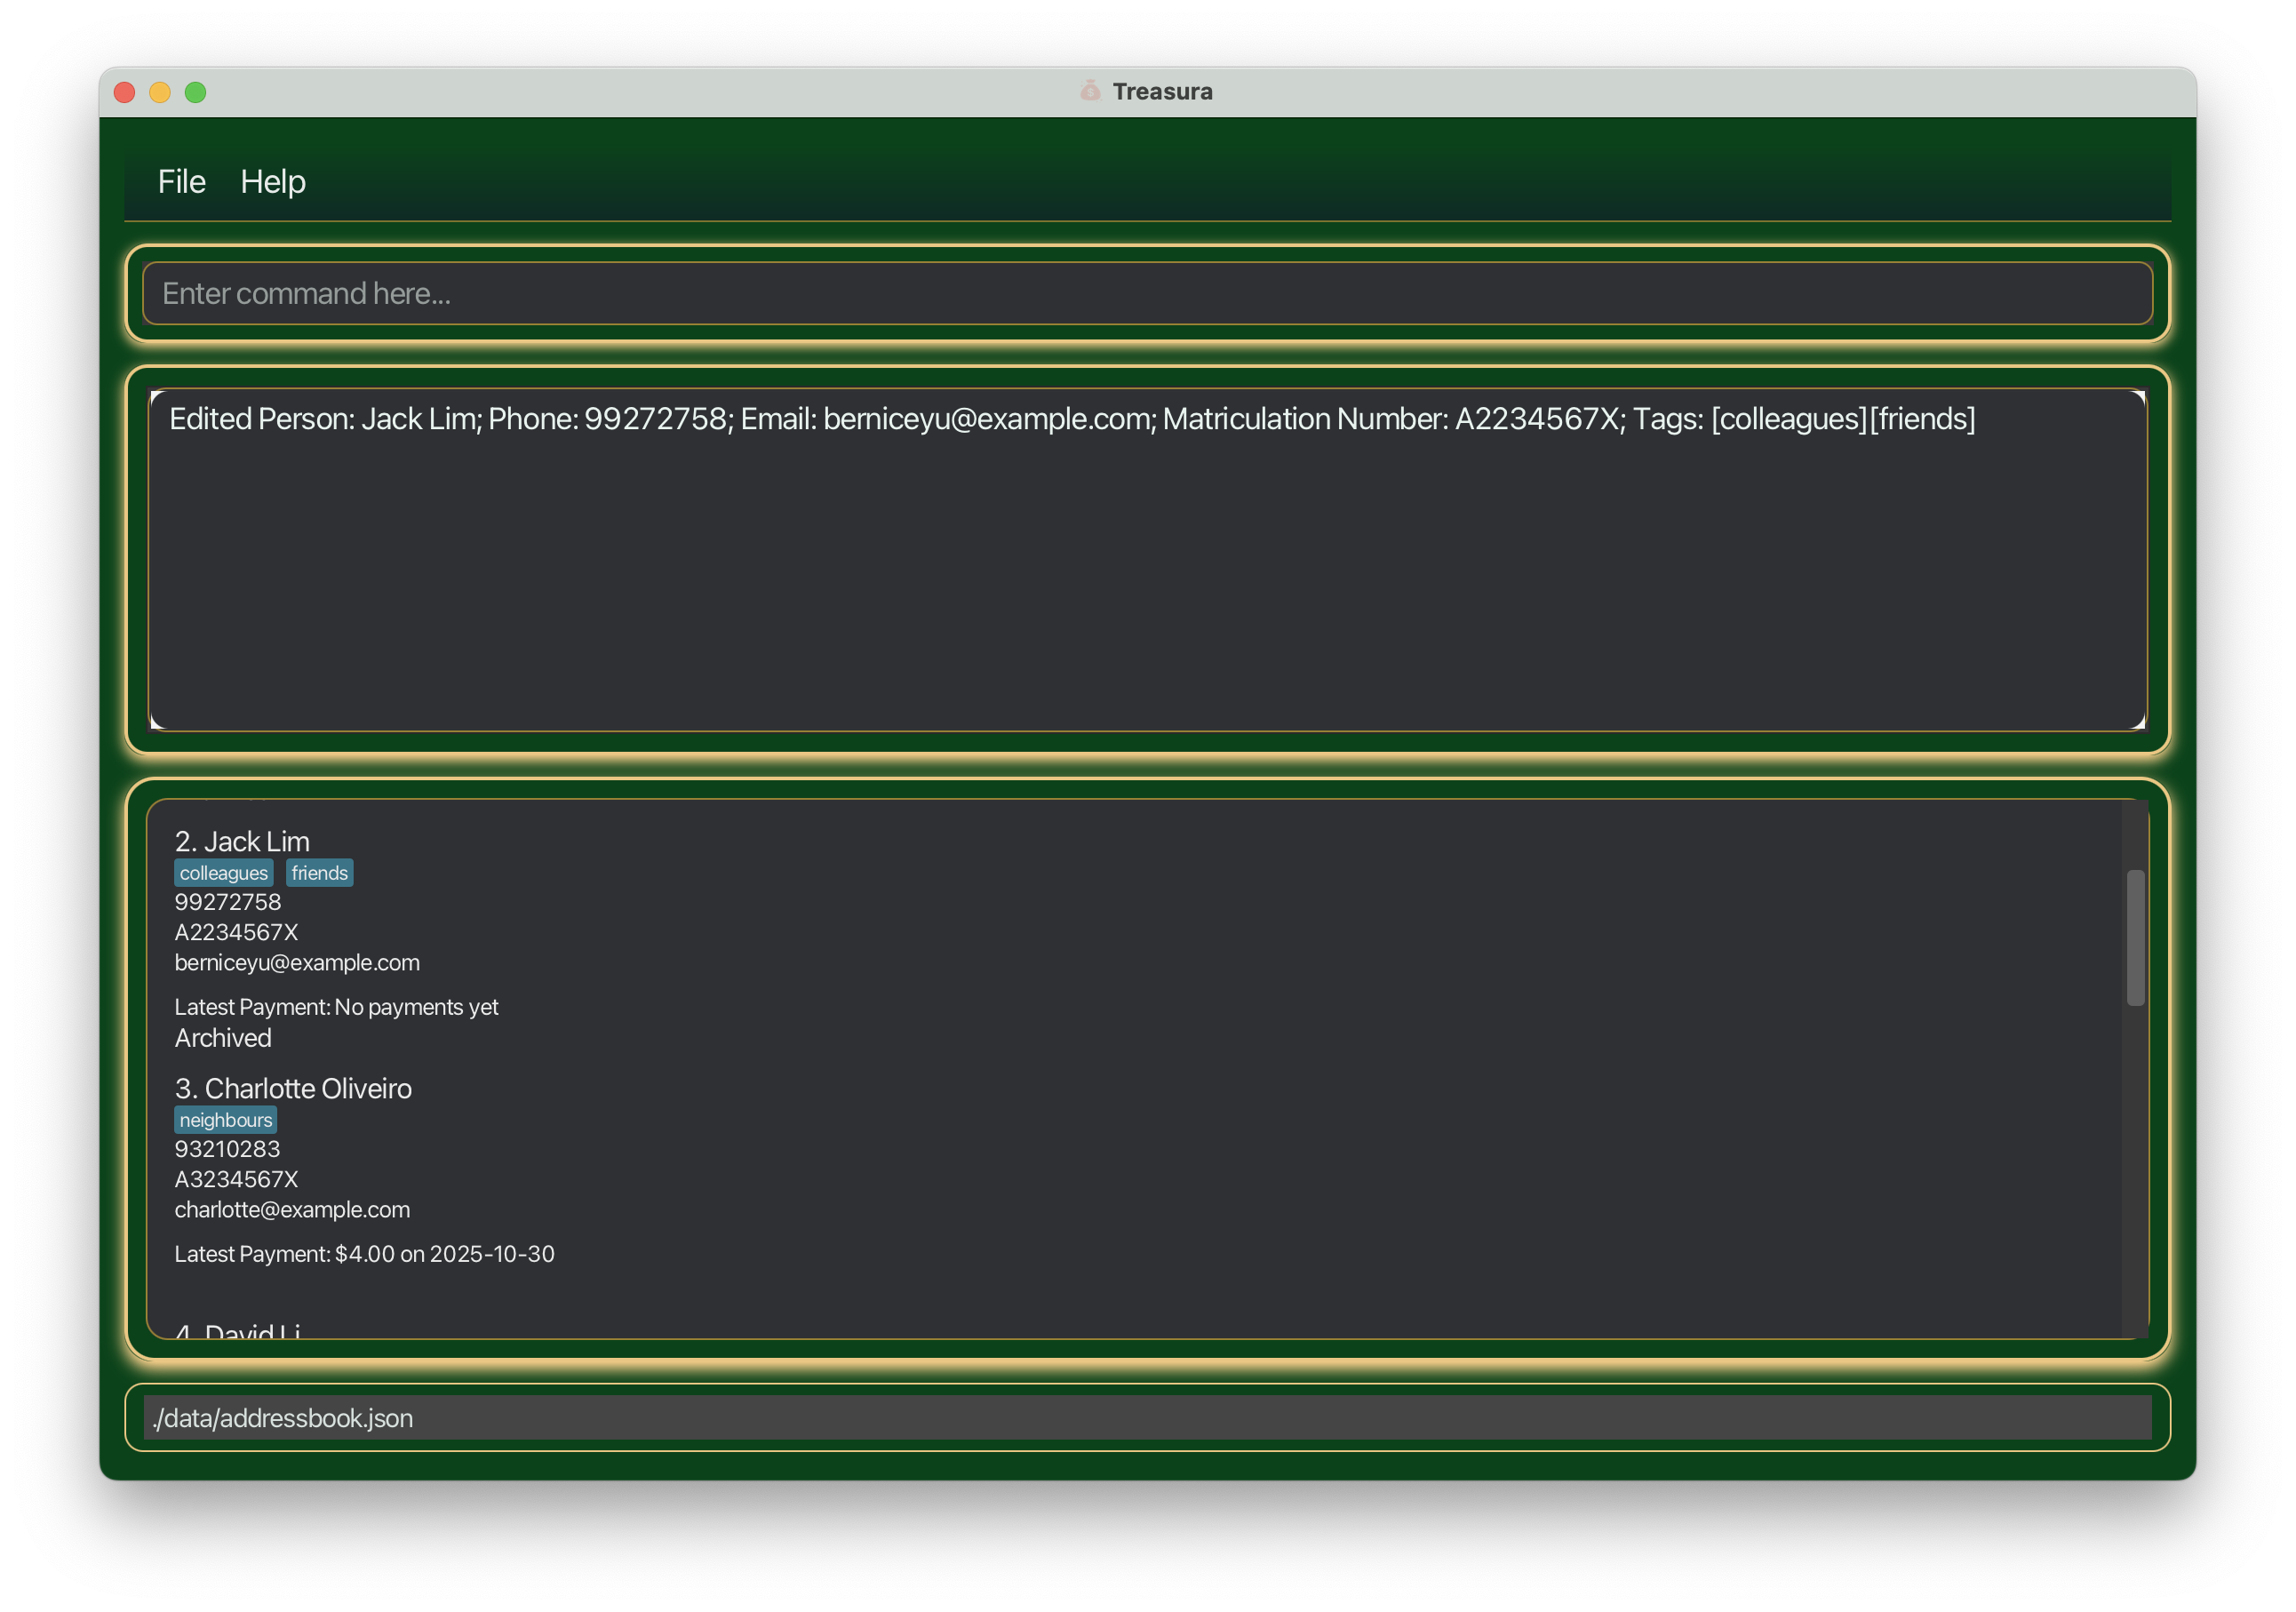 Treasura
File Help
Enter command here...
Edited Person: Jack Lim; Phone: 99272758; Email: berniceyu@example.com; Matriculation Number: A2234567X; Tags: [colleagues][friends]
2. Jack Lim
colleagues friends
99272758
A2234567X
berniceyu@example.com
Latest Payment: No payments yet
Archived
3. Charlotte Oliveiro
neighbours
93210283
A3234567X
charlotte@example.com
Latest Payment: $4.00 on 2025-10-30
4. David Li
./data/addressbook.json